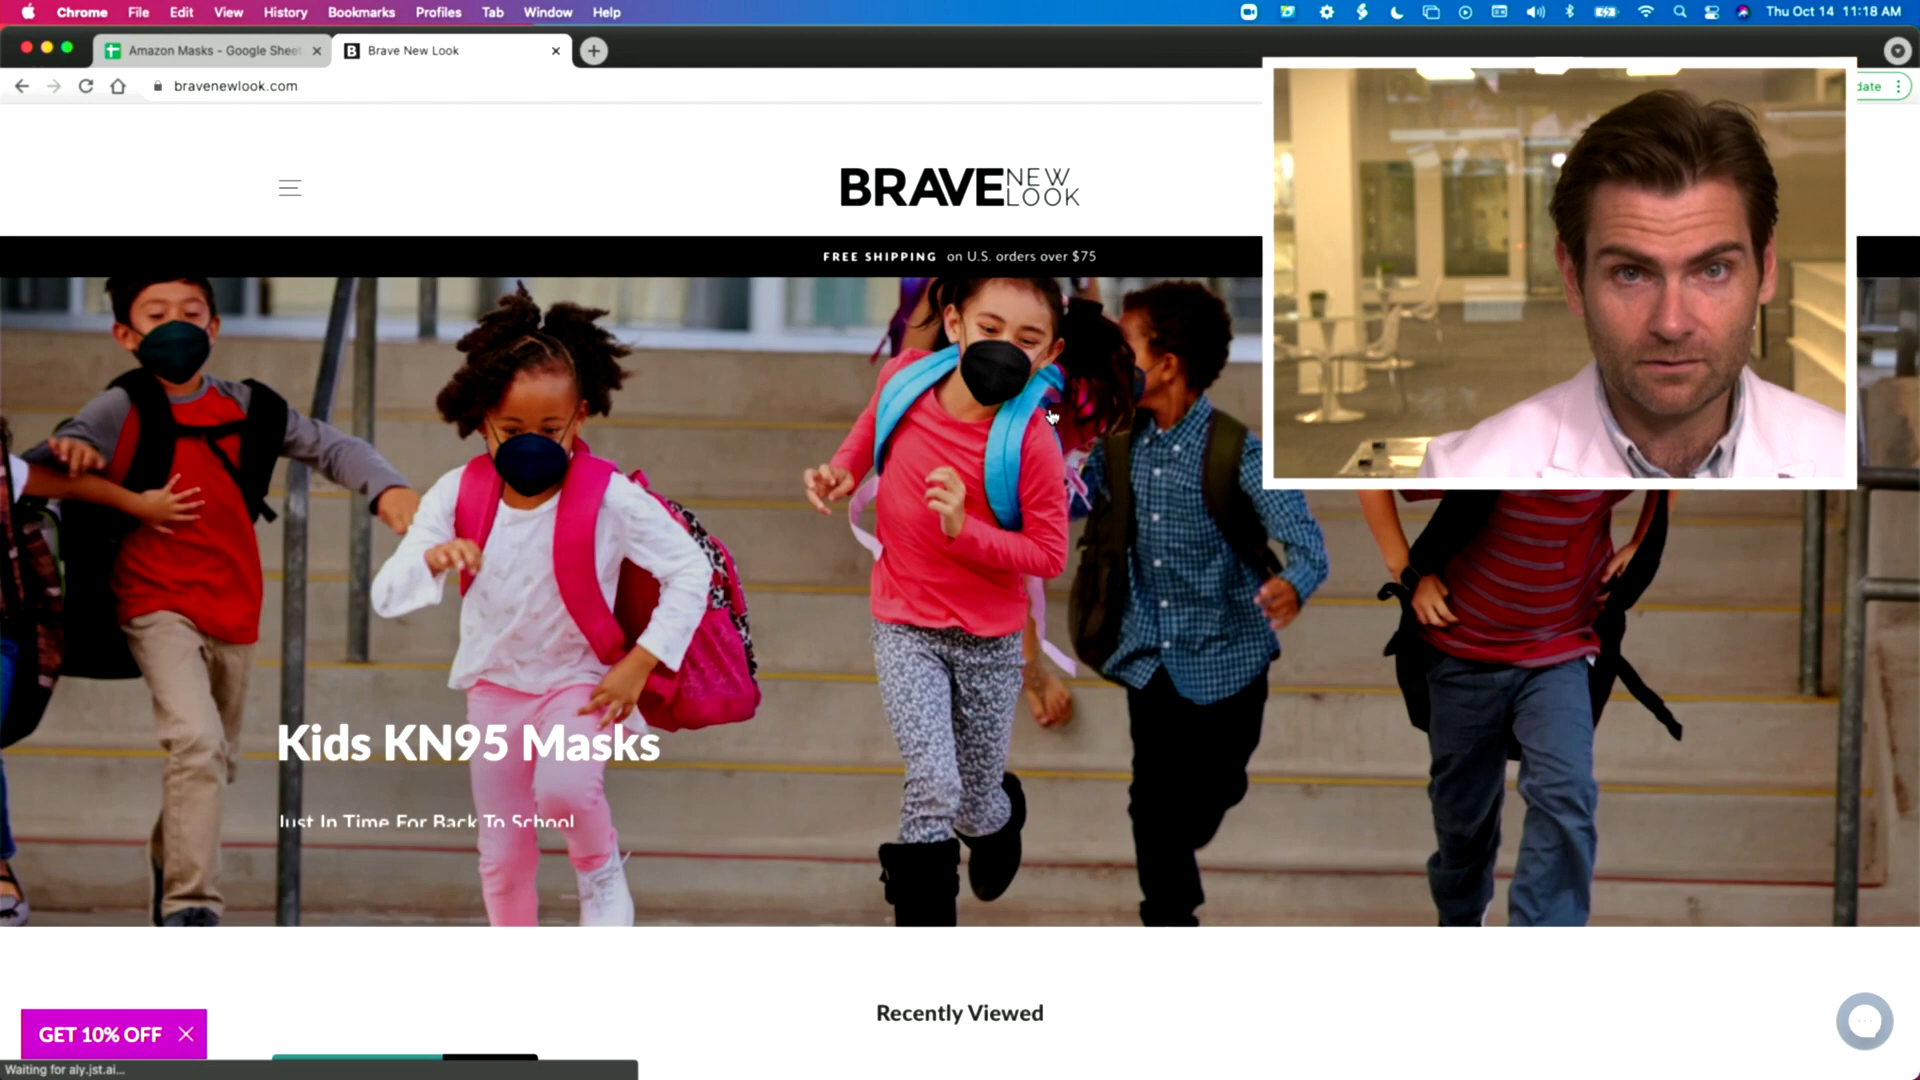 Chrome File Edit View History Bookmarks Profiles Tab Window Help Thu Oct 14 11:18 AM
Amazon Masks - Google Sheet
Brave New Look
bravenewlook.com
date
BRAVE NEW LOOK
FREE SHIPPING on U.S. orders over $75
Kids KN95 Masks
Just In Time For Back To School
Recently Viewed
GET 10% OFF
Waiting for aly.jst.ai...